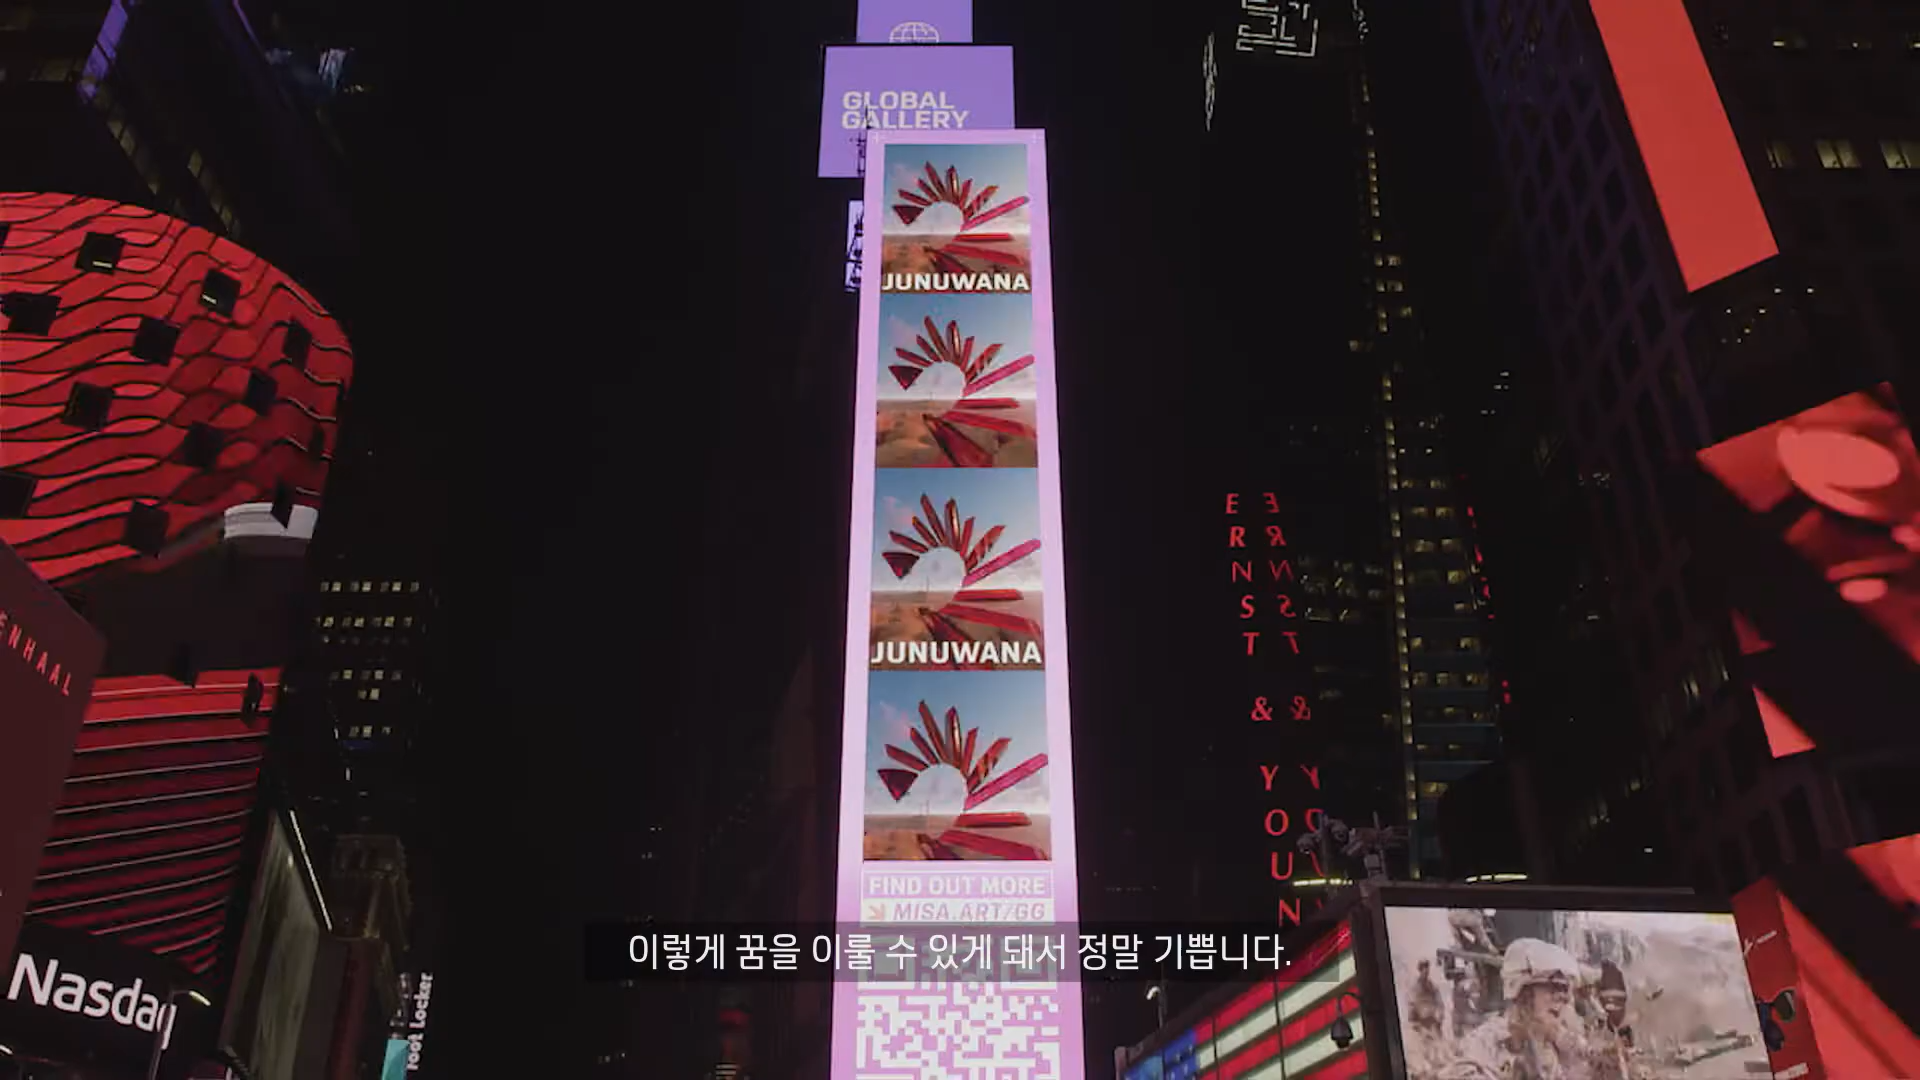 GLOBAL
GALLERY
JUNUWANA
JUNUWANA
FIND OUT MORE
MISA.ART/GG
ERNST & YOUN
ENHAAL
Nasdaq
Foot Locker
이렇게 꿈을 이룰 수 있게 돼서 정말 기쁩니다.